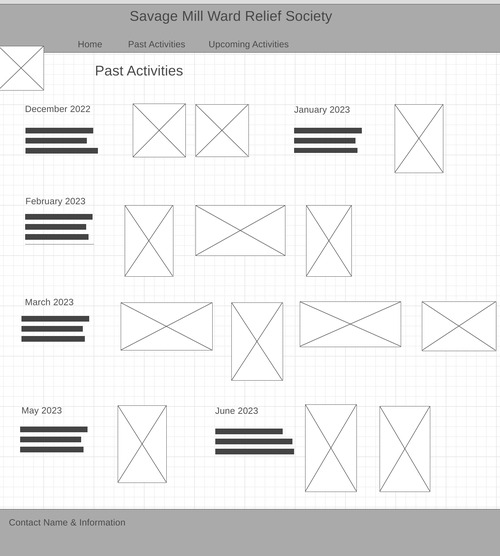 Savage Mill Ward Relief Society
Home Past Activities Upcoming Activities
Past Activities
December 2022
January 2023
February 2023
March 2023
May 2023
June 2023
Contact Name & Information